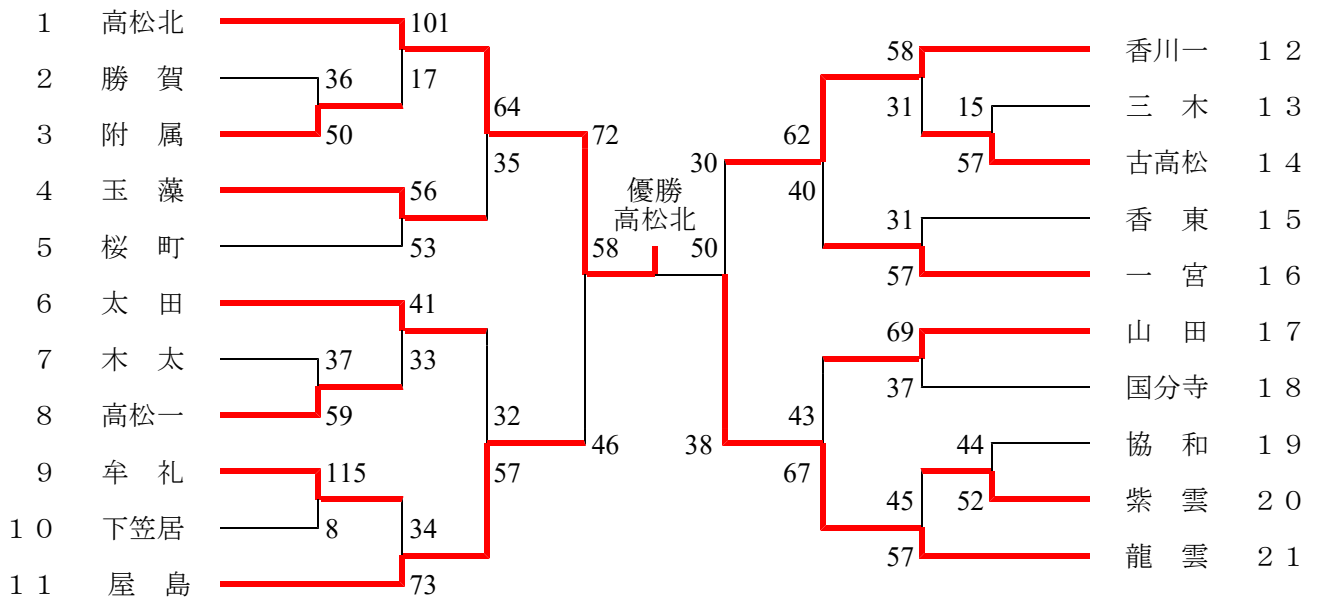 1 高松北 101
2 勝 賀 36 17
3 附 属 50
64
35
4 玉 藻 56
5 桜 町 53
72
6 太 田 41
7 木 太 37 33
8 高松一 59
32
57
9 牟 礼 115
10 下笠居 8 34
11 屋 島 73
46
優勝
高松北
58 50
30
38
58 香川一 12
31 15 三 木 13
57 古高松 14
62
40
31 香 東 15
57 一 宮 16
69 山 田 17
37 国分寺 18
43
67
44 協 和 19
45 52 紫 雲 20
57 龍 雲 21